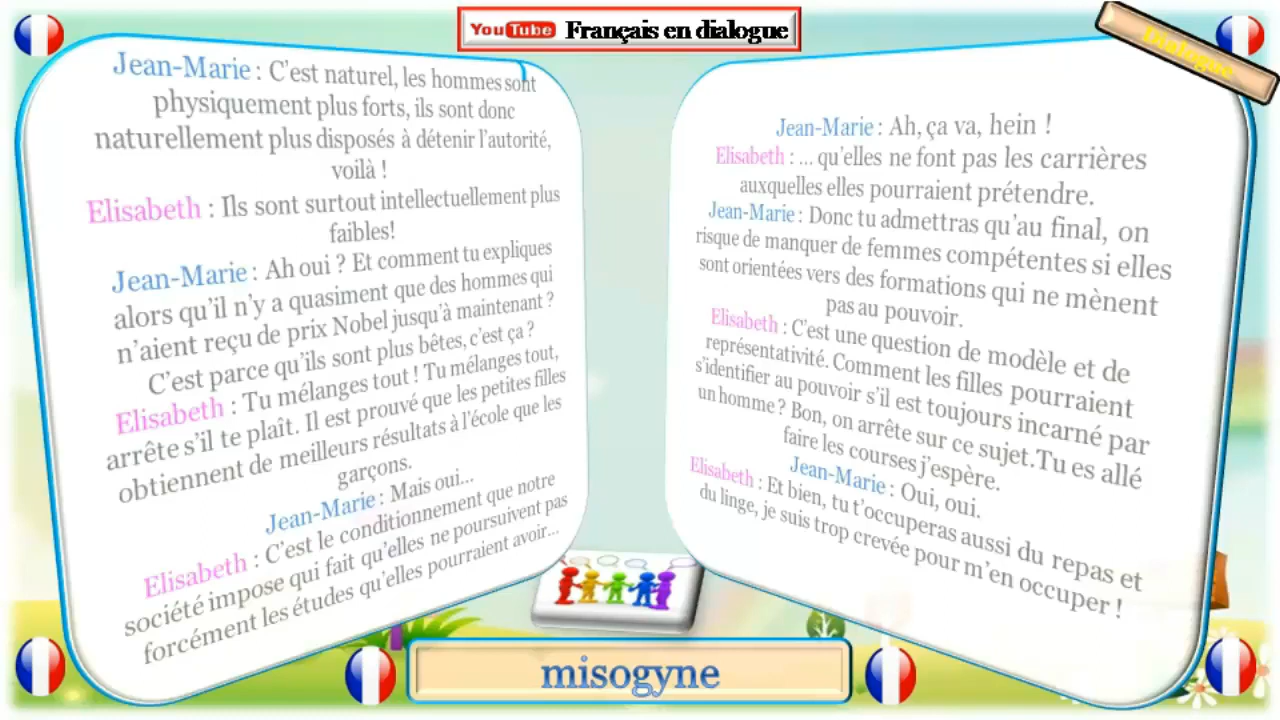 YouTube Français en dialogue
Dialogue
Jean-Marie : C'est naturel, les hommes sont
physiquement plus forts, ils sont donc
naturellement plus disposés à détenir l'autorité,
voilà !
Elisabeth : Ils sont surtout intellectuellement plus
faibles!
Jean-Marie : Ah oui ? Et comment tu expliques
alors qu'il n'y a quasiment que des hommes qui
n'aient reçu de prix Nobel jusqu'à maintenant ?
C'est parce qu'ils sont plus bêtes, c'est ça ?
Elisabeth : Tu mélanges tout ! Tu mélanges tout,
arrête s'il te plaît. Il est prouvé que les petites filles
obtiennent de meilleurs résultats à l'école que les
garçons.
Jean-Marie : Mais oui...
Elisabeth : C'est le conditionnement que notre
société impose qui fait qu'elles ne poursuivent pas
forcément les études qu'elles pourraient avoir...
Jean-Marie : Ah, ça va, hein !
Elisabeth : ... qu'elles ne font pas les carrières
auxquelles elles pourraient prétendre.
Jean-Marie : Donc tu admettras qu'au final, on
risque de manquer de femmes compétentes si elles
sont orientées vers des formations qui ne mènent
pas au pouvoir.
Elisabeth : C'est une question de modèle et de
représentativité. Comment les filles pourraient
s'identifier au pouvoir s'il est toujours incarné par
un homme ? Bon, on arrête sur ce sujet.Tu es allé
faire les courses j'espère.
Jean-Marie : Oui, oui.
Elisabeth : Et bien, tu t'occuperas aussi du repas et
du linge, je suis trop crevée pour m'en occuper !
misogyne